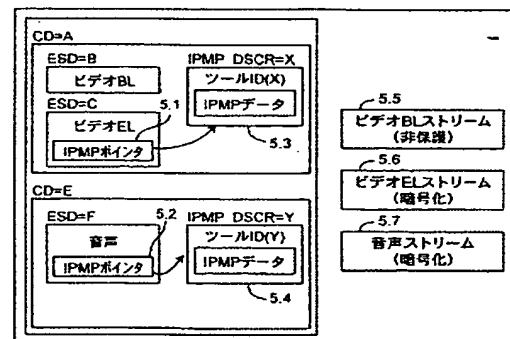 CD=A
ESD=B
ビデオBL
ESD=C
ビデオEL
IPMPポインタ
5.1
IPMP DSCR=X
ツールID(X)
IPMPデータ
5.3
CD=E
ESD=F
音声
IPMPポインタ
5.2
IPMP DSCR=Y
ツールID(Y)
IPMPデータ
5.4
5.5
ビデオBLストリーム
(非保護)
5.6
ビデオELストリーム
(暗号化)
5.7
音声ストリーム
(暗号化)